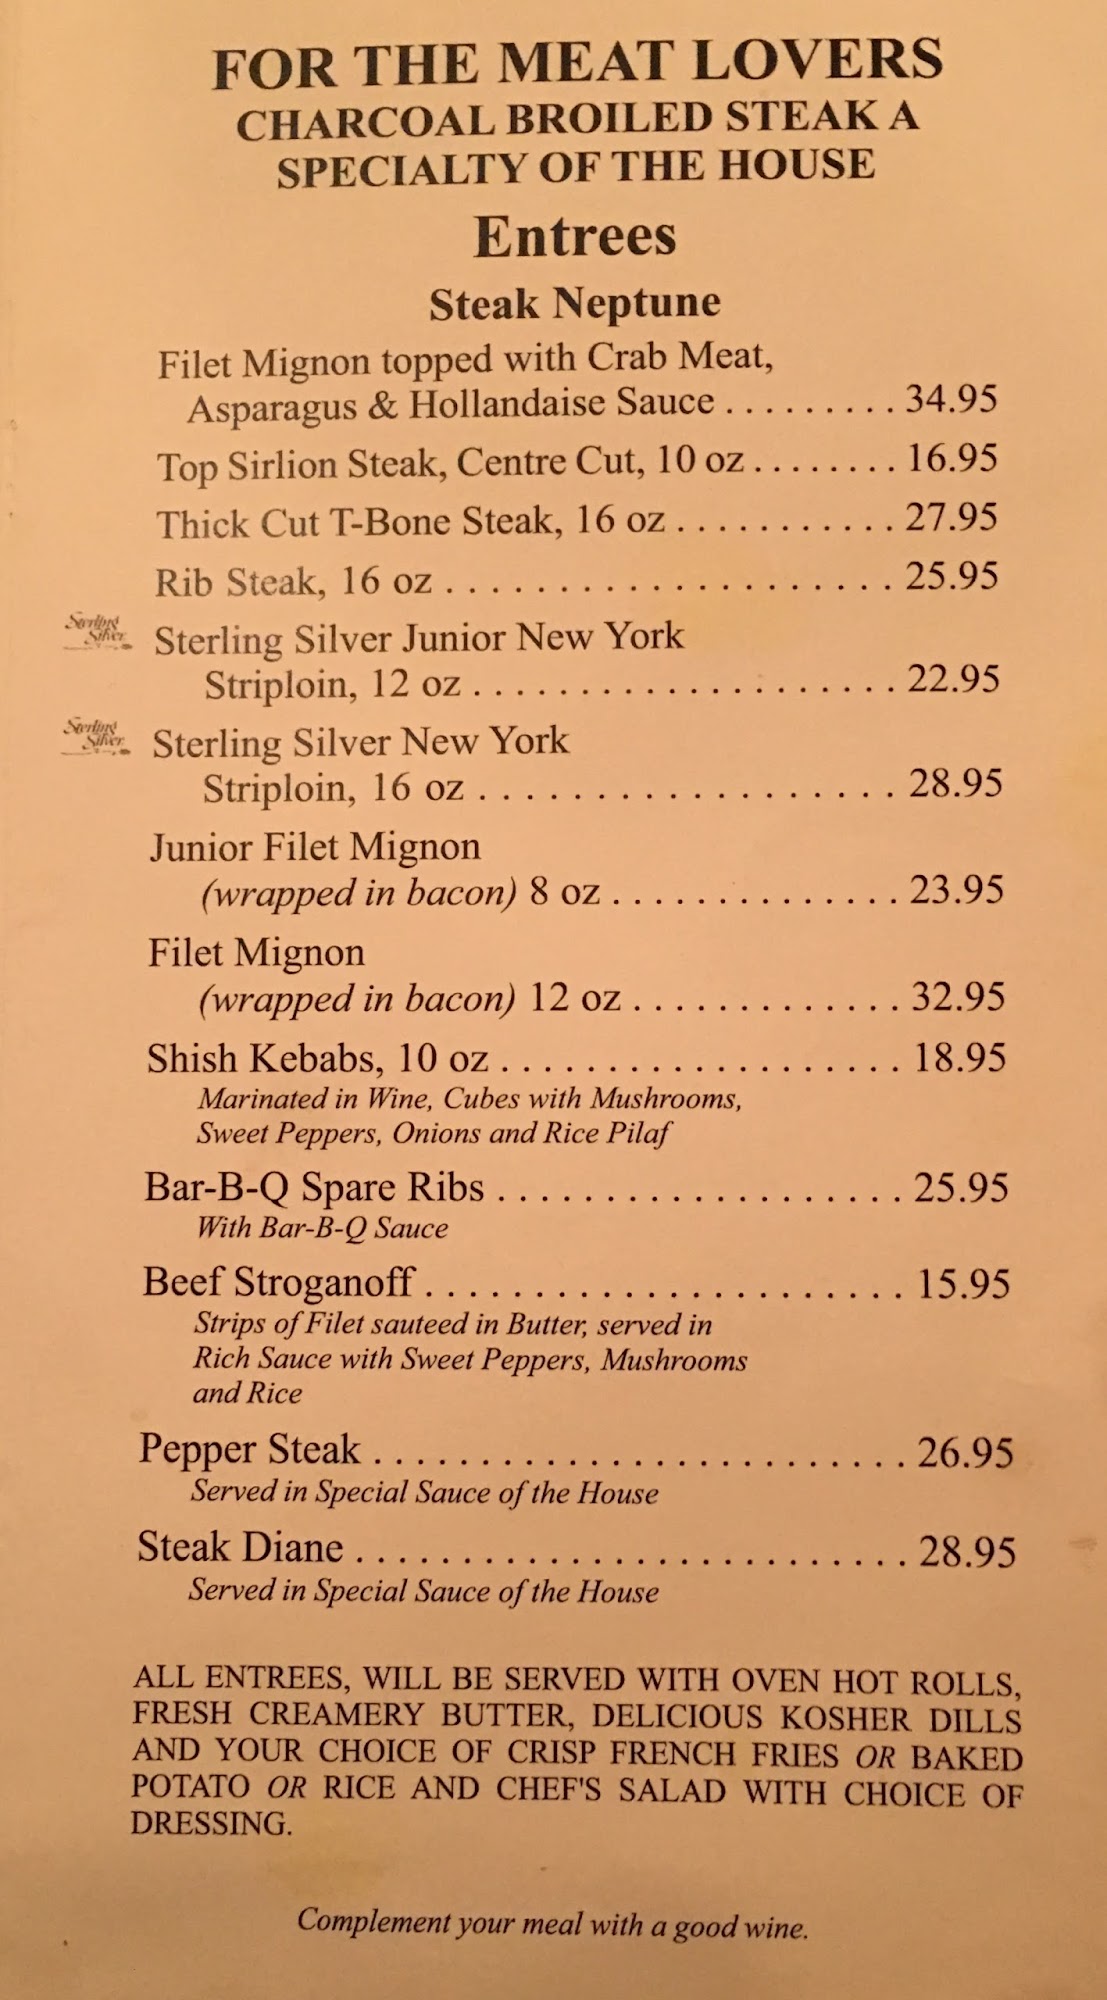 FOR THE MEAT LOVERS
CHARCOAL BROILED STEAK A
SPECIALTY OF THE HOUSE
Entrees
Steak Neptune
Filet Mignon topped with Crab Meat,
Asparagus & Hollandaise Sauce . . . . . . . . . 34.95
Top Sirlion Steak, Centre Cut, 10 oz . . . . . . . . 16.95
Thick Cut T-Bone Steak, 16 oz . . . . . . . . . . . 27.95
Rib Steak, 16 oz . . . . . . . . . . . . . . . . . . . 25.95
Sterling
Silver
Sterling Silver Junior New York
Striploin, 12 oz . . . . . . . . . . . . . . . . . . 22.95
Sterling
Silver
Sterling Silver New York
Striploin, 16 oz . . . . . . . . . . . . . . . . . . 28.95
Junior Filet Mignon
(wrapped in bacon) 8 oz . . . . . . . . . . . . . 23.95
Filet Mignon
(wrapped in bacon) 12 oz . . . . . . . . . . . . 32.95
Shish Kebabs, 10 oz . . . . . . . . . . . . . . . . . 18.95
Marinated in Wine, Cubes with Mushrooms,
Sweet Peppers, Onions and Rice Pilaf
Bar-B-Q Spare Ribs . . . . . . . . . . . . . . . . . 25.95
With Bar-B-Q Sauce
Beef Stroganoff . . . . . . . . . . . . . . . . . . . . 15.95
Strips of Filet sauteed in Butter, served in
Rich Sauce with Sweet Peppers, Mushrooms
and Rice
Pepper Steak . . . . . . . . . . . . . . . . . . . . . . . 26.95
Served in Special Sauce of the House
Steak Diane . . . . . . . . . . . . . . . . . . . . . . . . 28.95
Served in Special Sauce of the House
ALL ENTREES, WILL BE SERVED WITH OVEN HOT ROLLS,
FRESH CREAMERY BUTTER, DELICIOUS KOSHER DILLS
AND YOUR CHOICE OF CRISP FRENCH FRIES OR BAKED
POTATO OR RICE AND CHEF'S SALAD WITH CHOICE OF
DRESSING.
Complement your meal with a good wine.